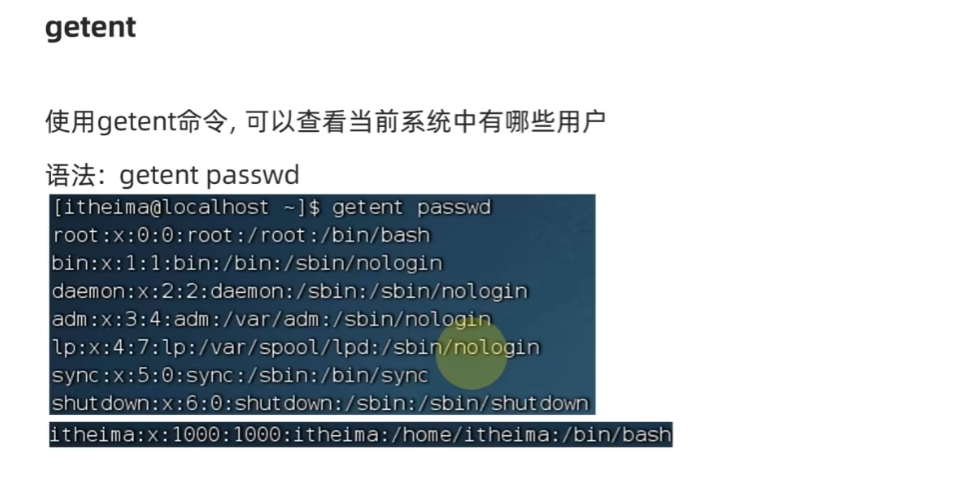 getent
使用getent命令, 可以查看当前系统中有哪些用户
语法：getent passwd
[itheima@localhost ~]$ getent passwd
root:x:0:0:root:/root:/bin/bash
bin:x:1:1:bin:/bin:/sbin/nologin
daemon:x:2:2:daemon:/sbin:/sbin/nologin
adm:x:3:4:adm:/var/adm:/sbin/nologin
lp:x:4:7:lp:/var/spool/lpd:/sbin/nologin
sync:x:5:0:sync:/sbin:/bin/sync
shutdown:x:6:0:shutdown:/sbin:/sbin/shutdown
itheima:x:1000:1000:itheima:/home/itheima:/bin/bash